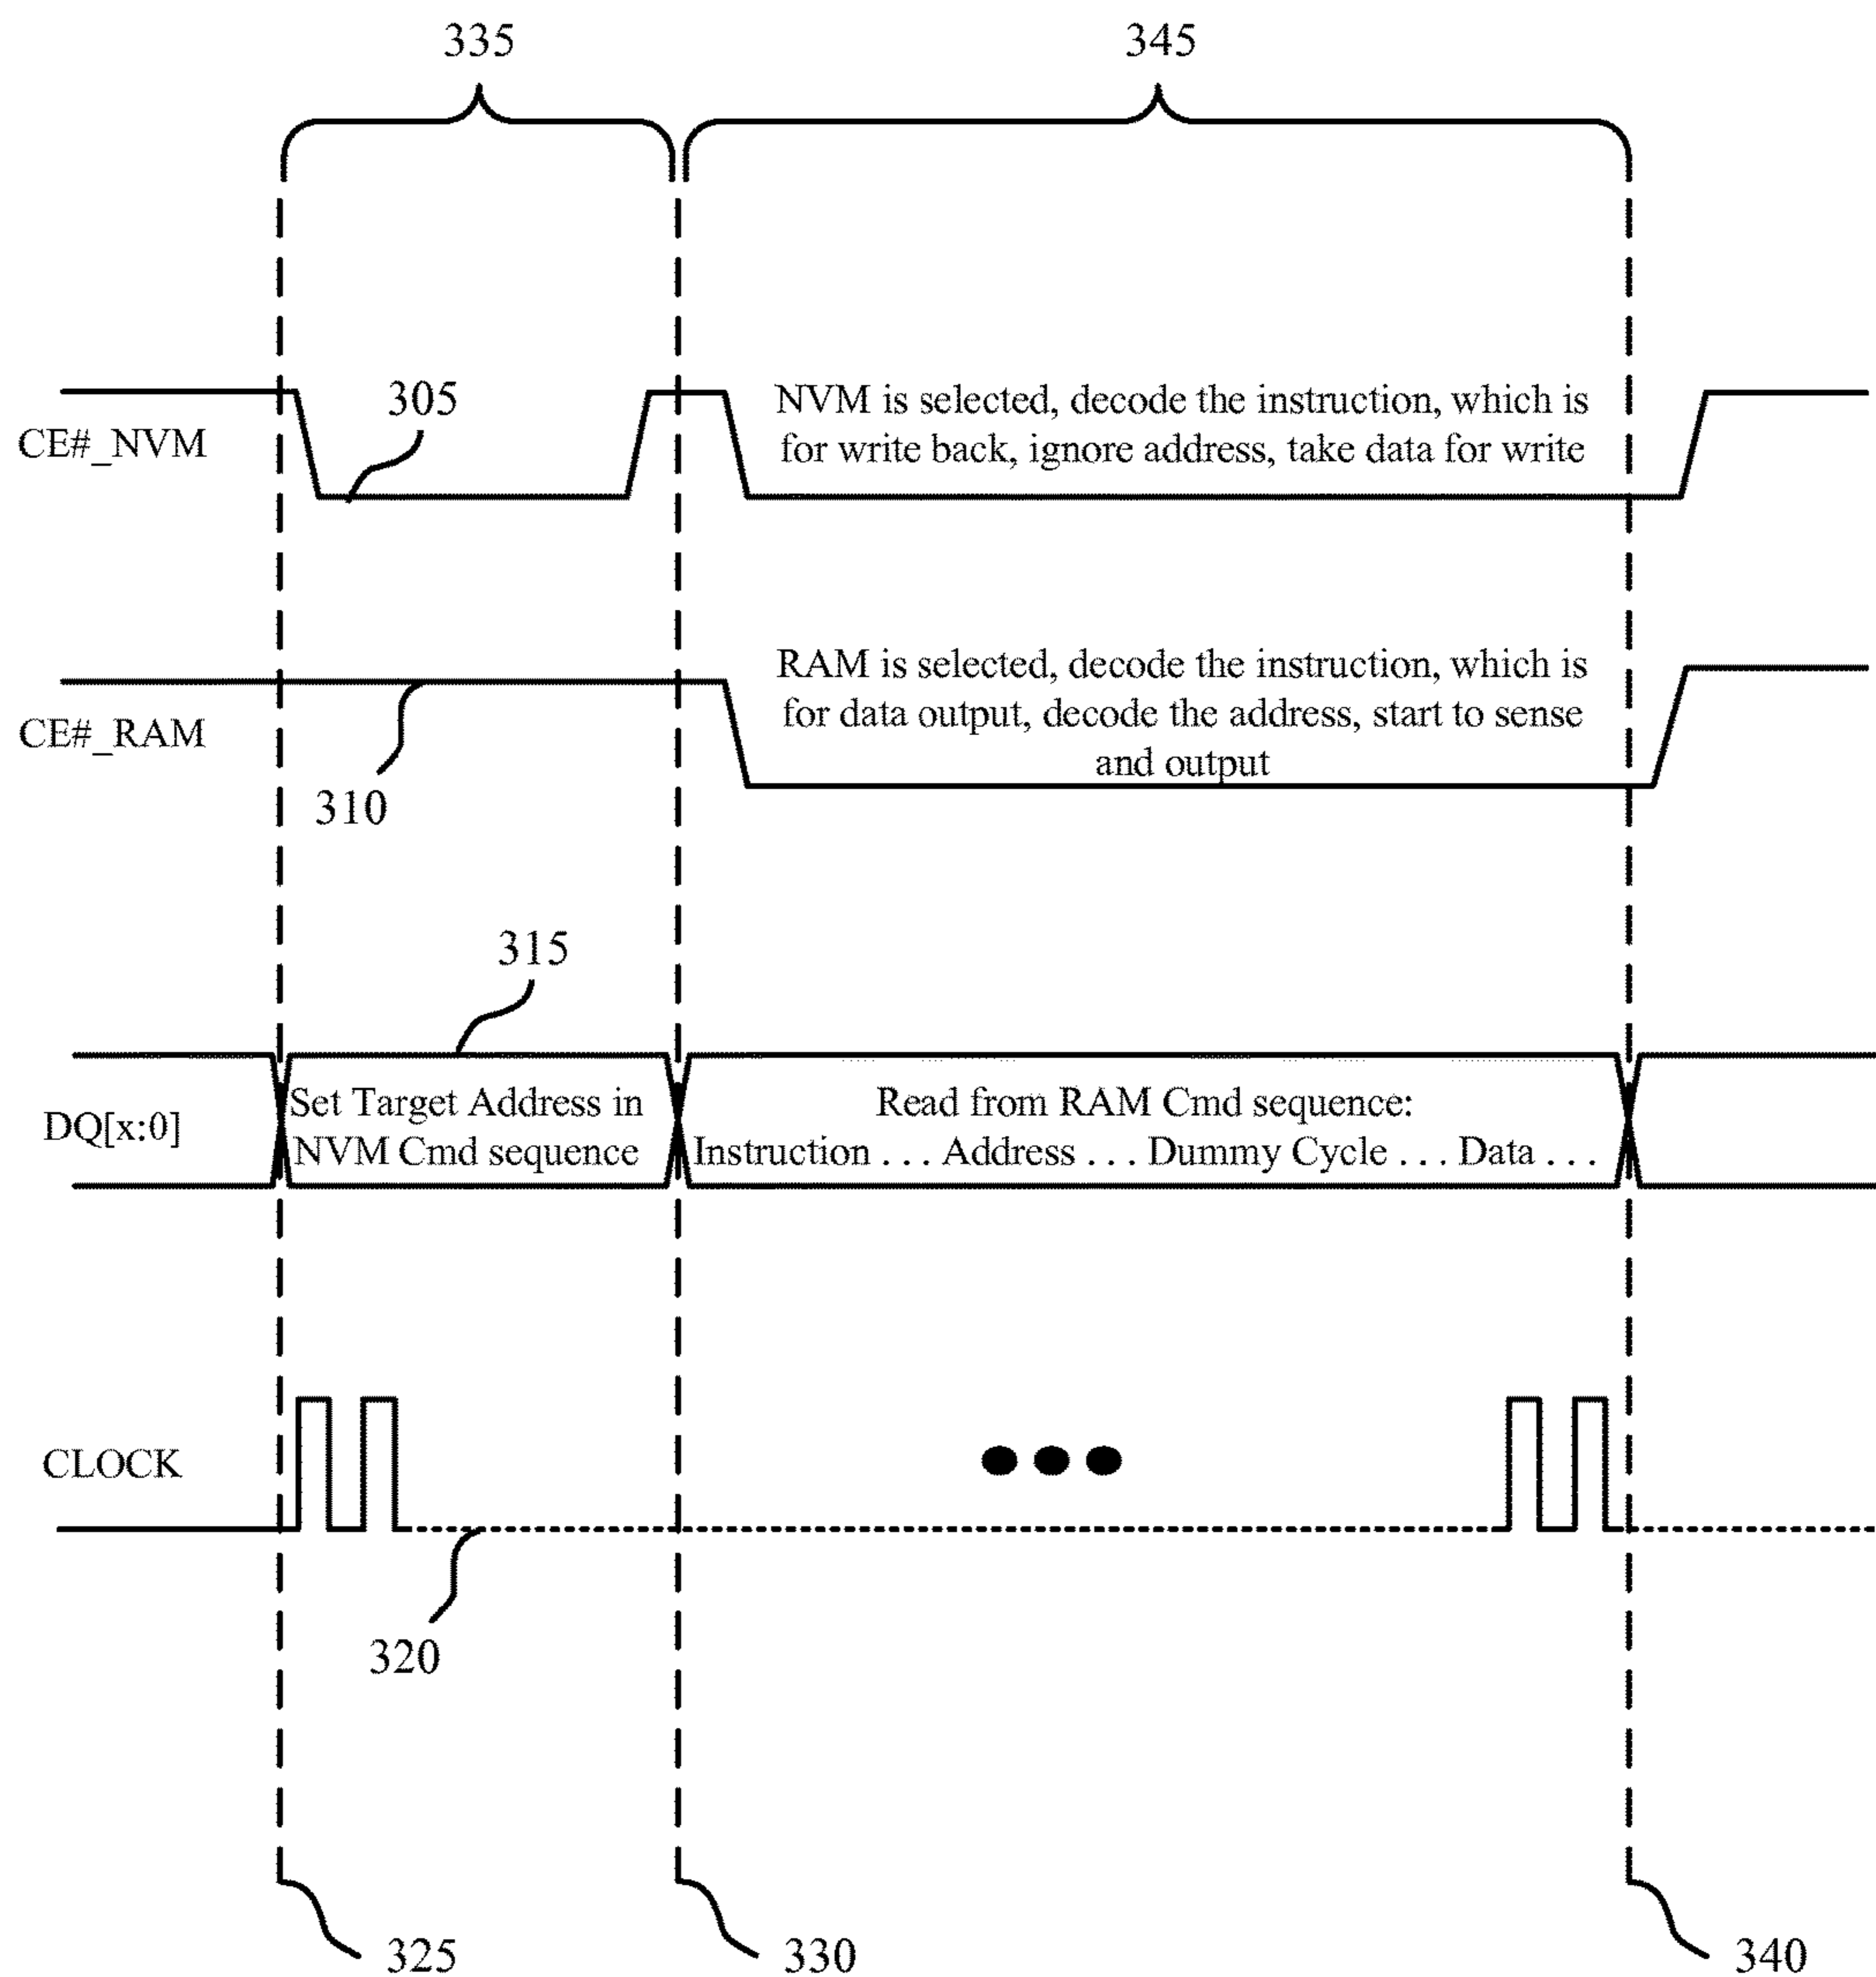 335
345
305
NVM is selected, decode the instruction, which is
for write back, ignore address, take data for write
CE#_NVM
RAM is selected, decode the instruction, which is
for data output, decode the address, start to sense
and output
CE#_RAM
310
315
DQ[x:0]
Set Target Address in
NVM Cmd sequence
Read from RAM Cmd sequence:
Instruction . . . Address . . . Dummy Cycle . . . Data . . .
CLOCK
320
325
330
340